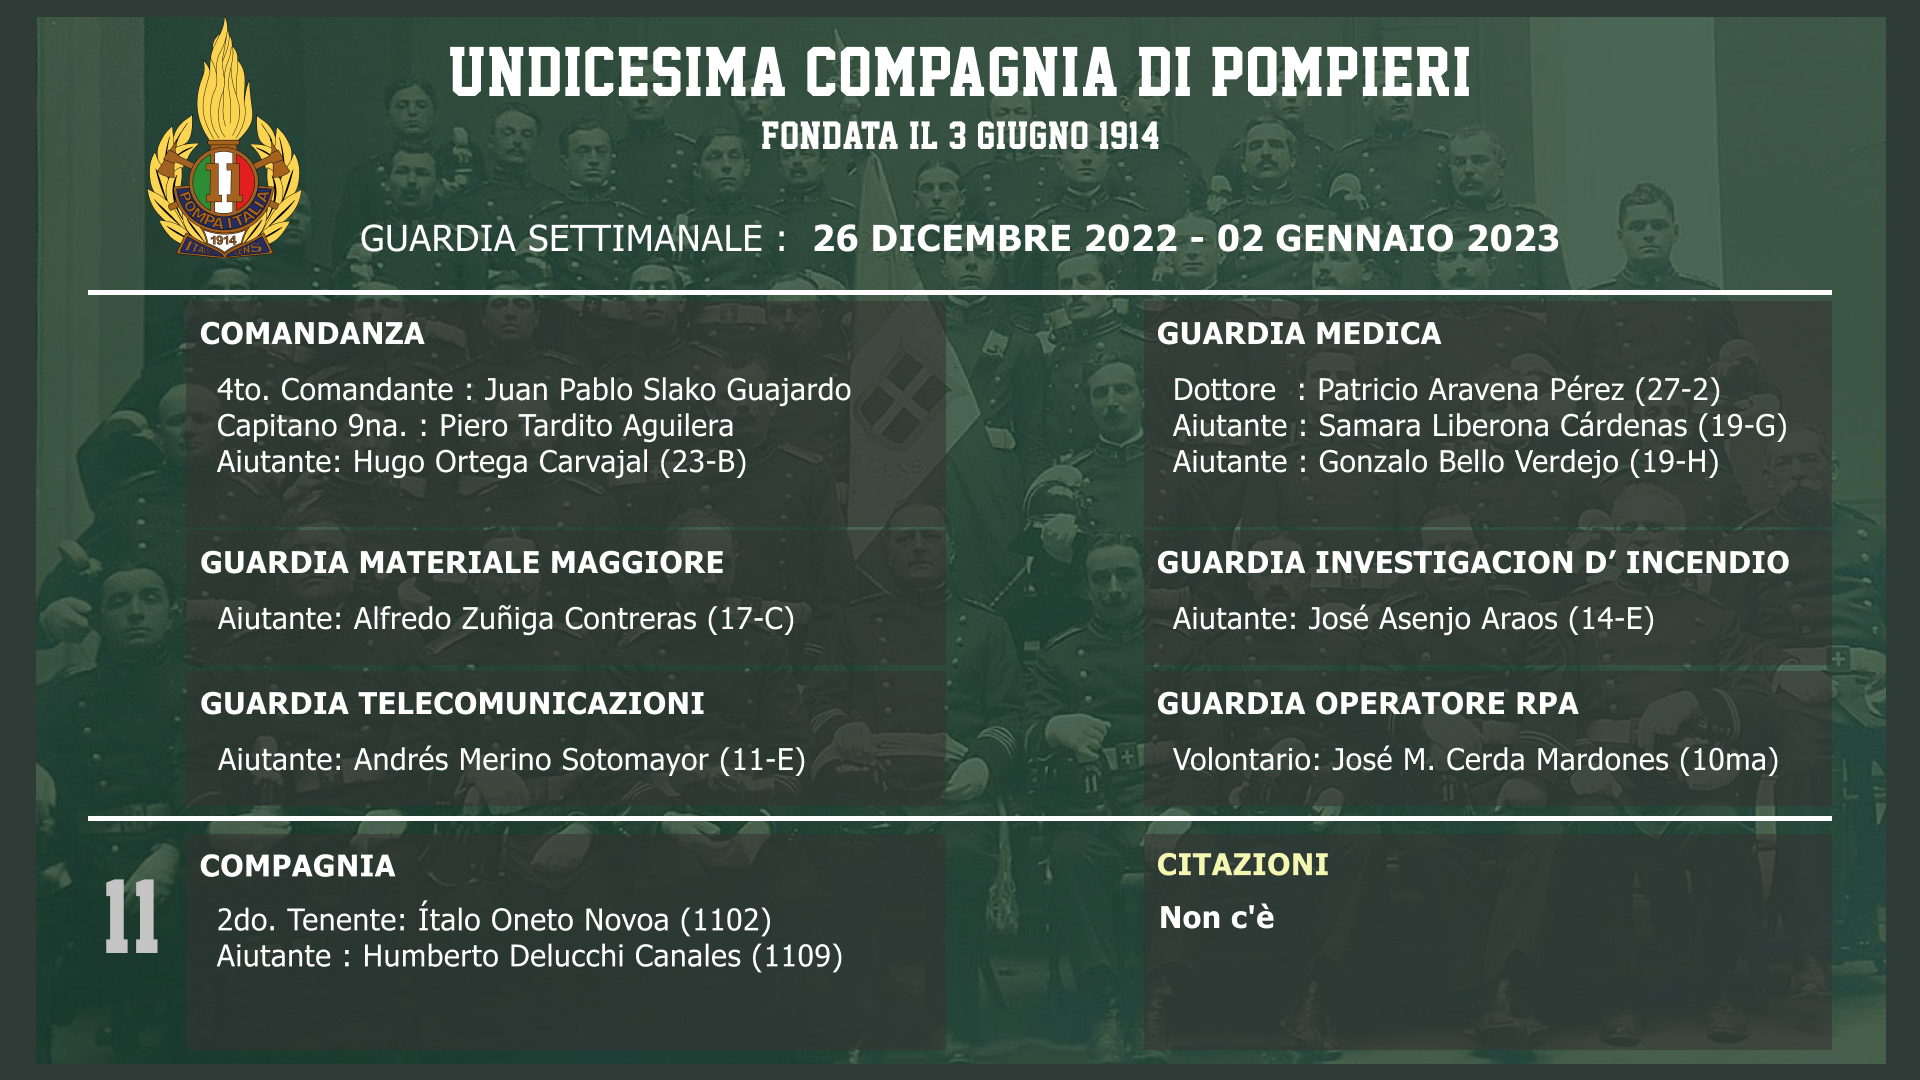 UNDICESIMA COMPAGNIA DI POMPIERI
FONDATA IL 3 GIUGNO 1914
11
POMPA ITALIA
1914
GUARDIA SETTIMANALE : 26 DICEMBRE 2022 - 02 GENNAIO 2023
COMANDANZA
4to. Comandante : Juan Pablo Slako Guajardo
Capitano 9na. : Piero Tardito Aguilera
Aiutante: Hugo Ortega Carvajal (23-B)
GUARDIA MEDICA
Dottore : Patricio Aravena Pérez (27-2)
Aiutante : Samara Liberona Cárdenas (19-G)
Aiutante : Gonzalo Bello Verdejo (19-H)
GUARDIA MATERIALE MAGGIORE
Aiutante: Alfredo Zuñiga Contreras (17-C)
GUARDIA INVESTIGACION D’ INCENDIO
Aiutante: José Asenjo Araos (14-E)
GUARDIA TELECOMUNICAZIONI
Aiutante: Andrés Merino Sotomayor (11-E)
GUARDIA OPERATORE RPA
Volontario: José M. Cerda Mardones (10ma)
11
COMPAGNIA
2do. Tenente: Ítalo Oneto Novoa (1102)
Aiutante : Humberto Delucchi Canales (1109)
CITAZIONI
Non c'è